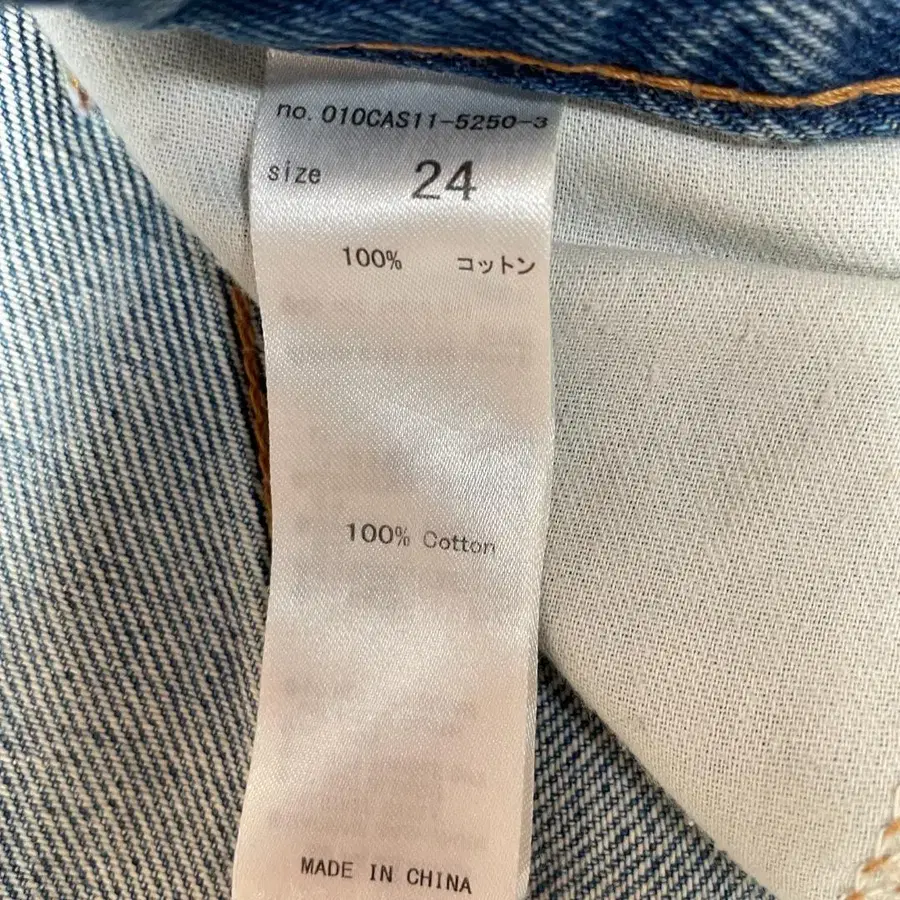 no. 010CAS11-5250-3
size 24
100% コットン
100% Cotton
MADE IN CHINA